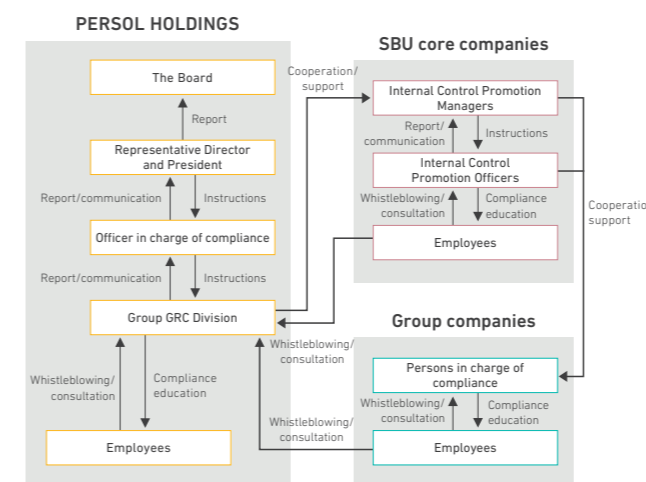 PERSOL HOLDINGS
The Board
Report
Representative Director
and President
Report/communication
Instructions
Officer in charge of compliance
Report/communication
Instructions
Group GRC Division
Whistleblowing/
consultation
Compliance
education
Employees
Cooperation/
support
SBU core companies
Internal Control Promotion
Managers
Report/
communication
Instructions
Internal Control
Promotion Officers
Whistleblowing/
consultation
Compliance
education
Employees
Cooperatio
support
Whistleblowing/
consultation
Group companies
Persons in charge of
compliance
Whistleblowing/
consultation
Compliance
education
Whistleblowing/
consultation
Employees